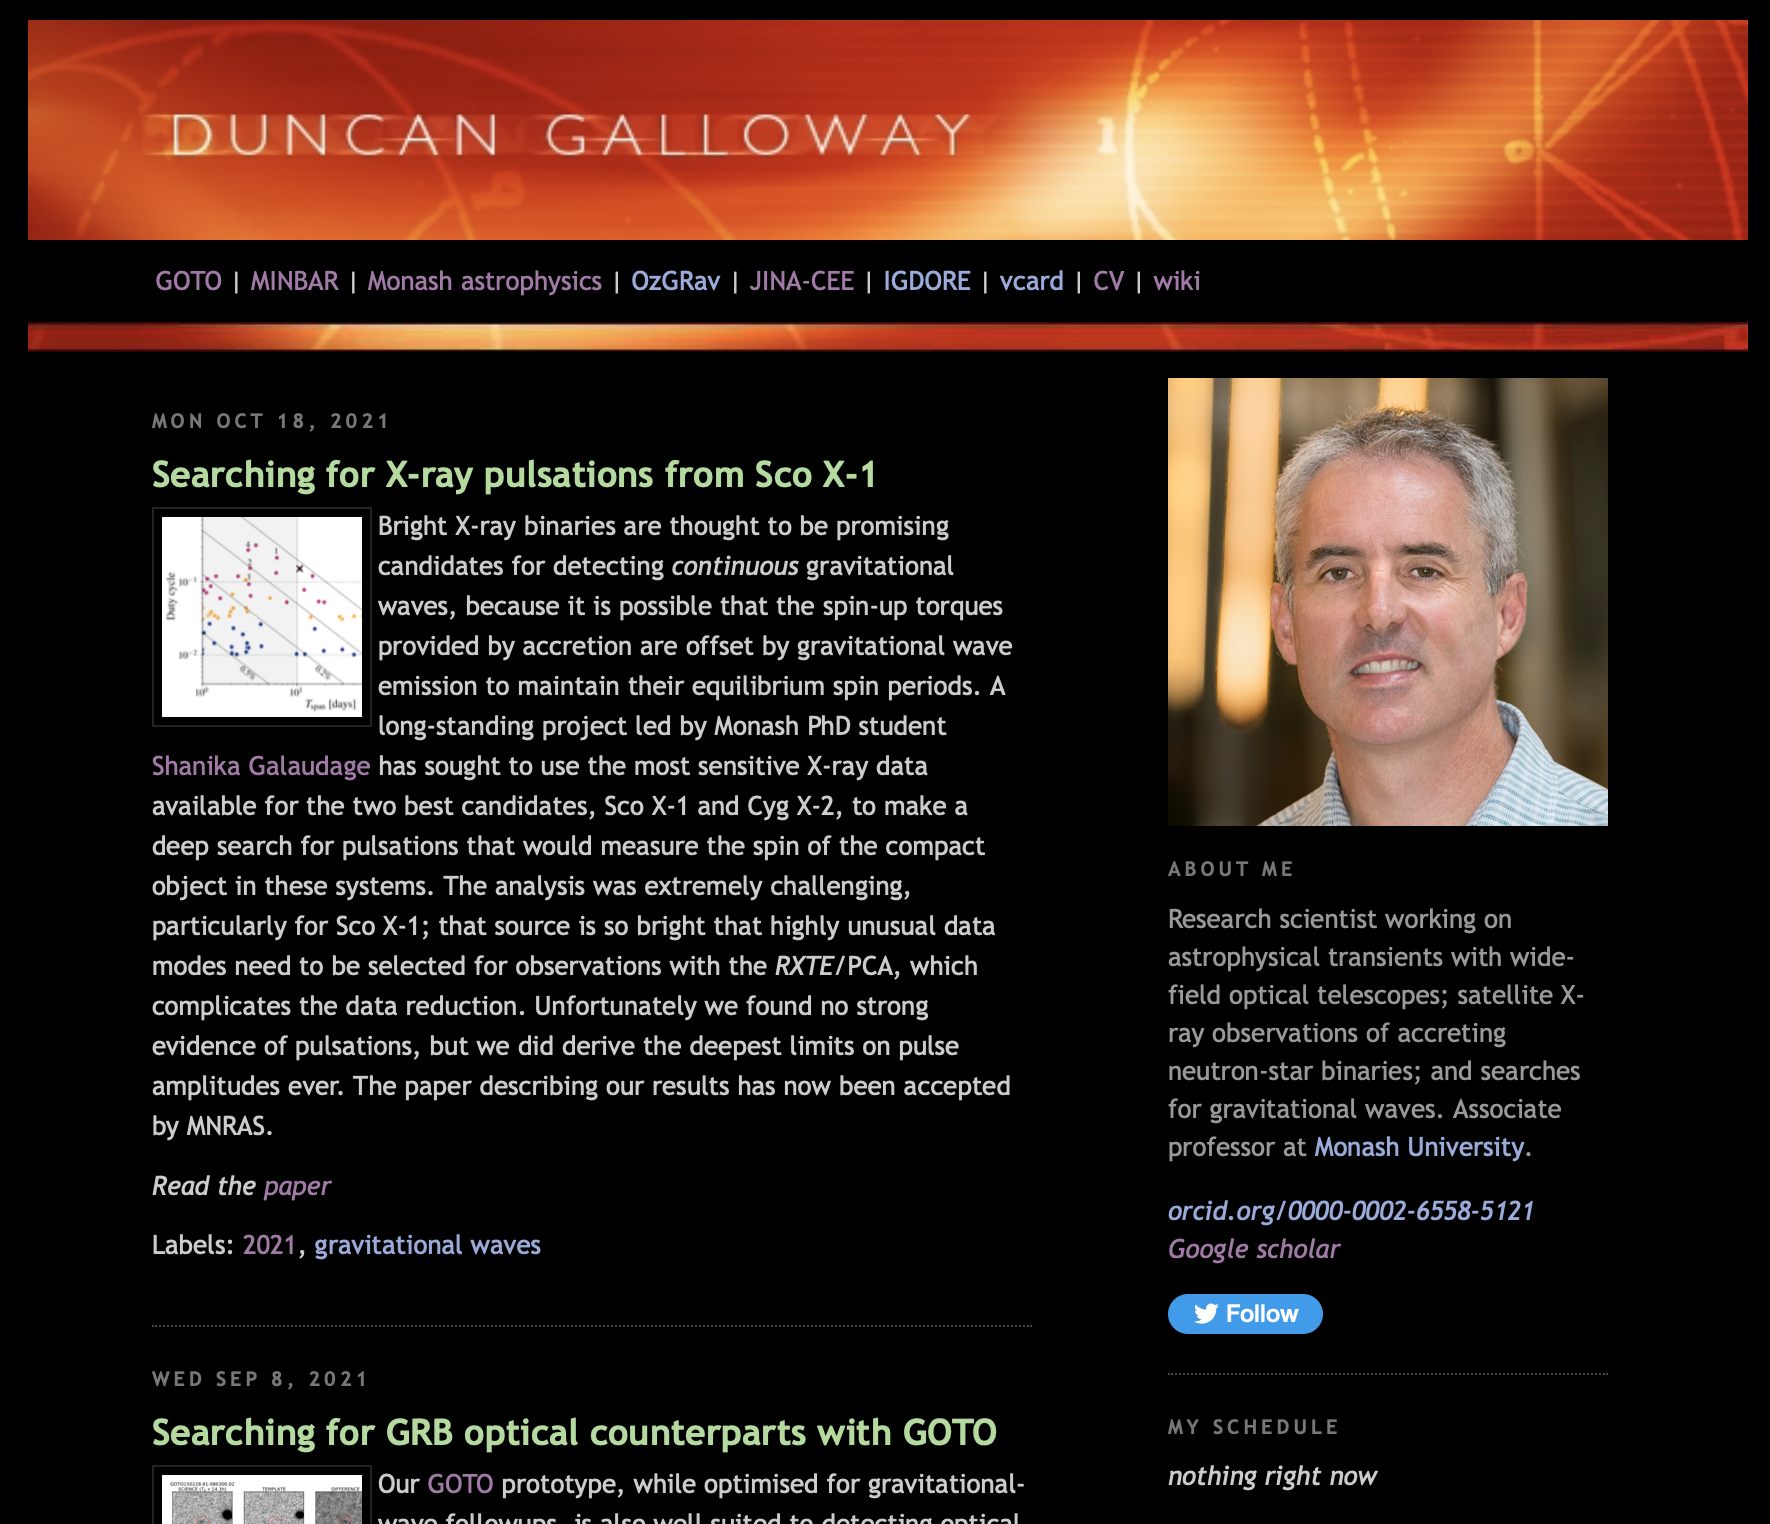 DUNCAN GALLOWAY
GOTO | MINBAR | Monash astrophysics | OzGRav | JINA-CEE | IGDORE | vcard | CV | wiki
MON OCT 18, 2021
Searching for X-ray pulsations from Sco X-1
Duty cycle
10⁻¹
10⁻²
10⁰
10¹
T_span [days]
0.5%
0.2%
4
1
Bright X-ray binaries are thought to be promising
candidates for detecting continuous gravitational
waves, because it is possible that the spin-up torques
provided by accretion are offset by gravitational wave
emission to maintain their equilibrium spin periods. A
long-standing project led by Monash PhD student
Shanika Galaudage has sought to use the most sensitive X-ray data
available for the two best candidates, Sco X-1 and Cyg X-2, to make a
deep search for pulsations that would measure the spin of the compact
object in these systems. The analysis was extremely challenging,
particularly for Sco X-1; that source is so bright that highly unusual data
modes need to be selected for observations with the RXTE/PCA, which
complicates the data reduction. Unfortunately we found no strong
evidence of pulsations, but we did derive the deepest limits on pulse
amplitudes ever. The paper describing our results has now been accepted
by MNRAS.
Read the paper
Labels: 2021, gravitational waves
WED SEP 8, 2021
Searching for GRB optical counterparts with GOTO
TEMPLATE
DIFFERENCE
Our GOTO prototype, while optimised for gravitational-
wave followups, is also well suited to detecting optical
ABOUT ME
Research scientist working on
astrophysical transients with wide-
field optical telescopes; satellite X-
ray observations of accreting
neutron-star binaries; and searches
for gravitational waves. Associate
professor at Monash University.
orcid.org/0000-0002-6558-5121
Google scholar
Follow
MY SCHEDULE
nothing right now